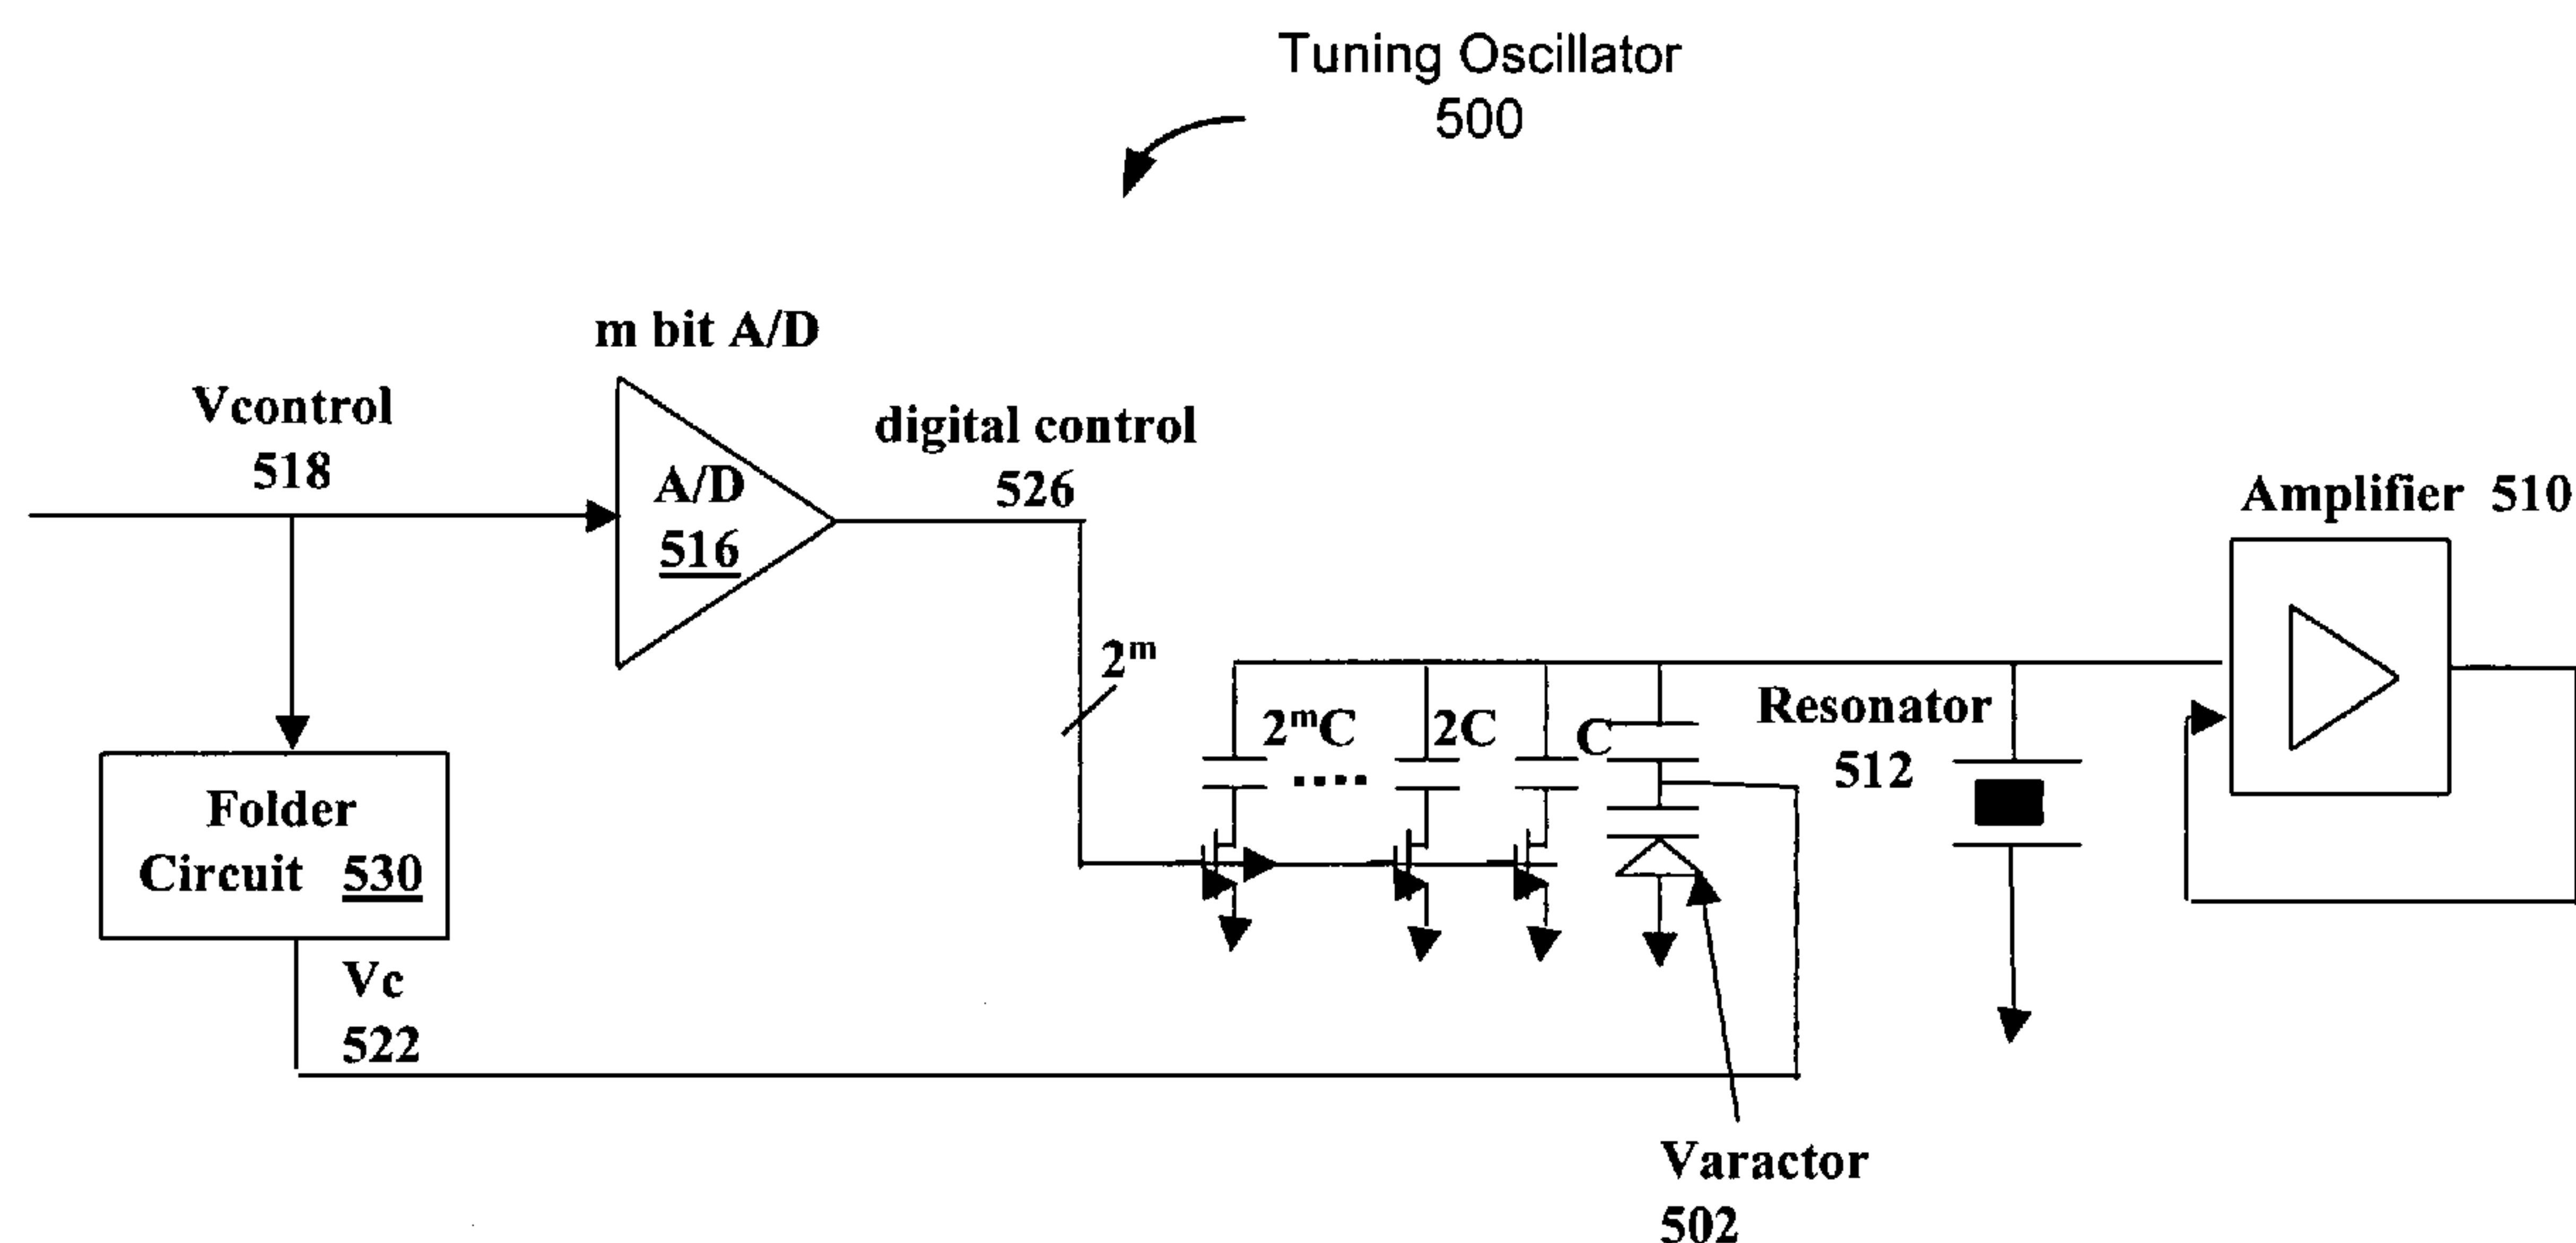 Tuning Oscillator
500
m bit A/D
Vcontrol
518
A/D
516
digital control
526
Amplifier 510
2ᵐ
2ᵐC
2C
C
Resonator
512
Folder
Circuit 530
Vc
522
Varactor
502